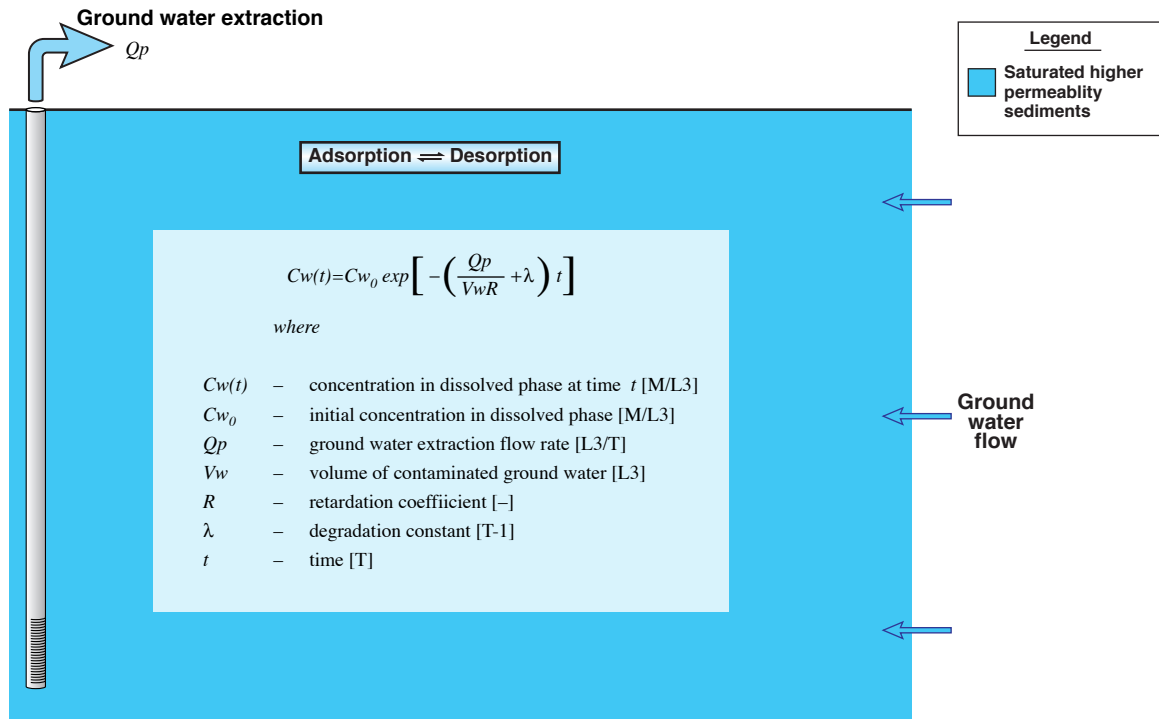 Ground water extraction
Qp
Legend
Saturated higher
permeablity
sediments
Adsorption ⇌ Desorption
Cw(t)=Cw₀ exp[ -( Qp/VwR +λ ) t ]
where
Cw(t) – concentration in dissolved phase at time t [M/L3]
Cw₀ – initial concentration in dissolved phase [M/L3]
Qp – ground water extraction flow rate [L3/T]
Vw – volume of contaminated ground water [L3]
R – retardation coeffiicient [–]
λ – degradation constant [T-1]
t – time [T]
Ground
water
flow